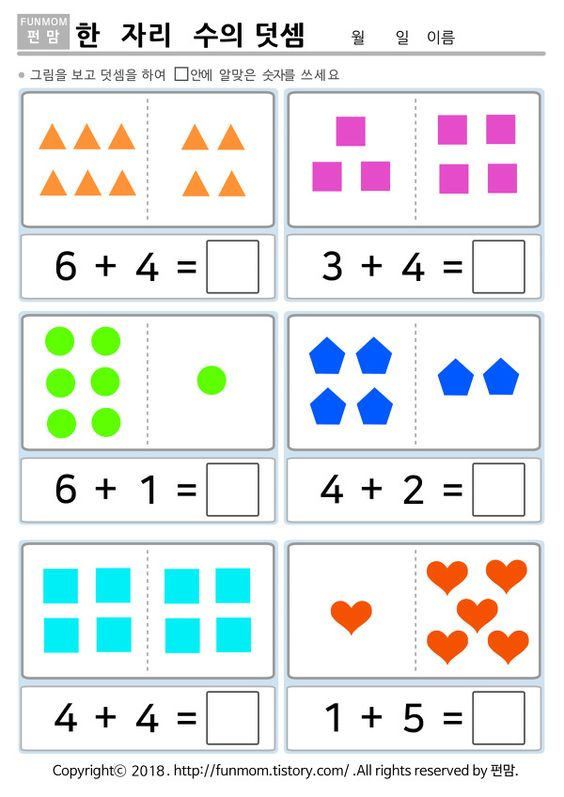 FUNMOM
펀 맘
한 자리 수의 덧셈 월 일 이름
그림을 보고 덧셈을 하여 □안에 알맞은 숫자를 쓰세요
6 + 4 = □
3 + 4 = □
6 + 1 = □
4 + 2 = □
4 + 4 = □
1 + 5 = □
Copyright© 2018. http://funmom.tistory.com/ .All rights reserved by 펀맘.